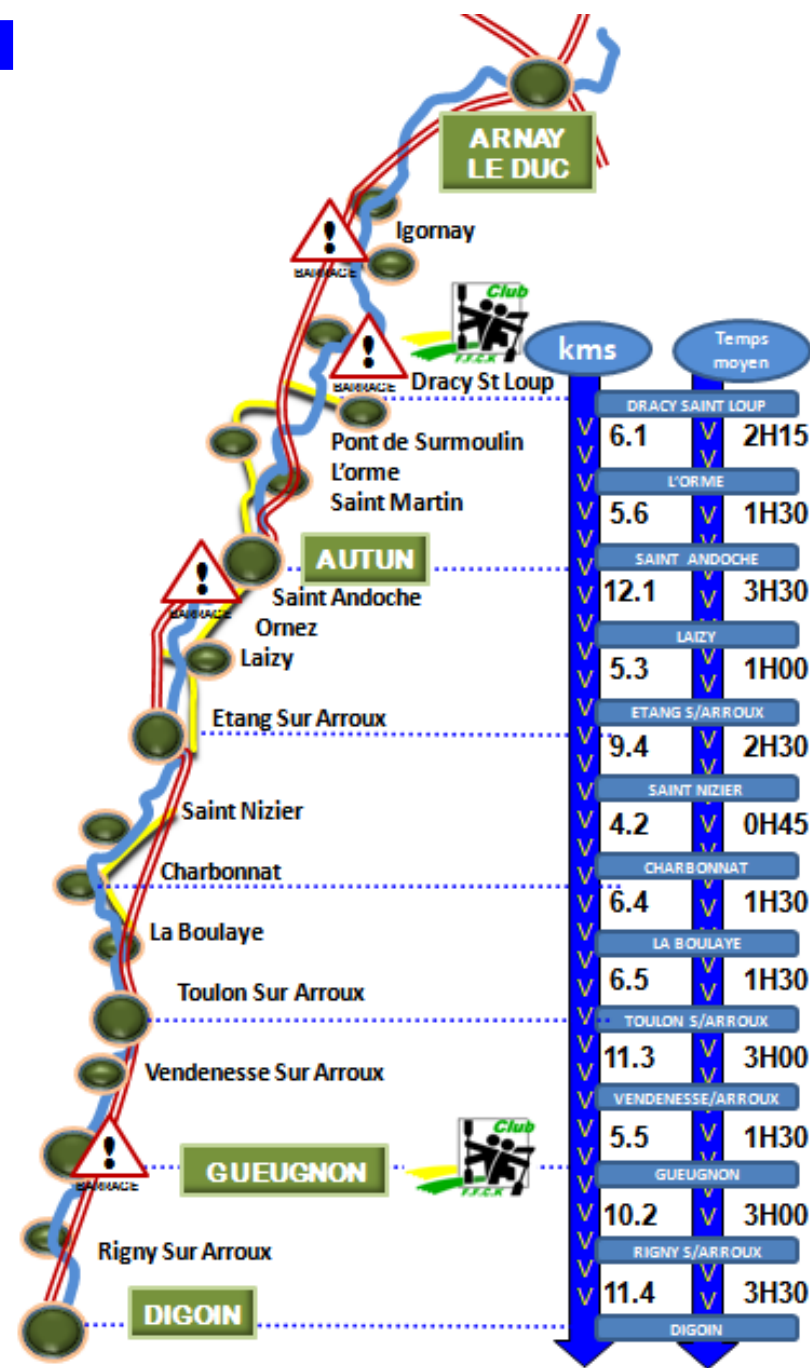 ARNAY
LE DUC
Igornay
BARRAGE
Club
F.F.C.K
BARRAGE
Dracy St Loup
Pont de Surmoulin
L'orme
Saint Martin
AUTUN
BARRAGE
Saint Andoche
Ornez
Laizy
Etang Sur Arroux
Saint Nizier
Charbonnat
La Boulaye
Toulon Sur Arroux
Vendenesse Sur Arroux
BARRAGE
GUEUGNON
Club
F.F.C.K
Rigny Sur Arroux
DIGOIN
kms
Temps
moyen
DRACY SAINT LOUP
6.1 2H15
L'ORME
5.6 1H30
SAINT ANDOCHE
12.1 3H30
LAIZY
5.3 1H00
ETANG S/ARROUX
9.4 2H30
SAINT NIZIER
4.2 0H45
CHARBONNAT
6.4 1H30
LA BOULAYE
6.5 1H30
TOULON S/ARROUX
11.3 3H00
VENDENESSE/ARROUX
5.5 1H30
GUEUGNON
10.2 3H00
RIGNY S/ARROUX
11.4 3H30
DIGOIN